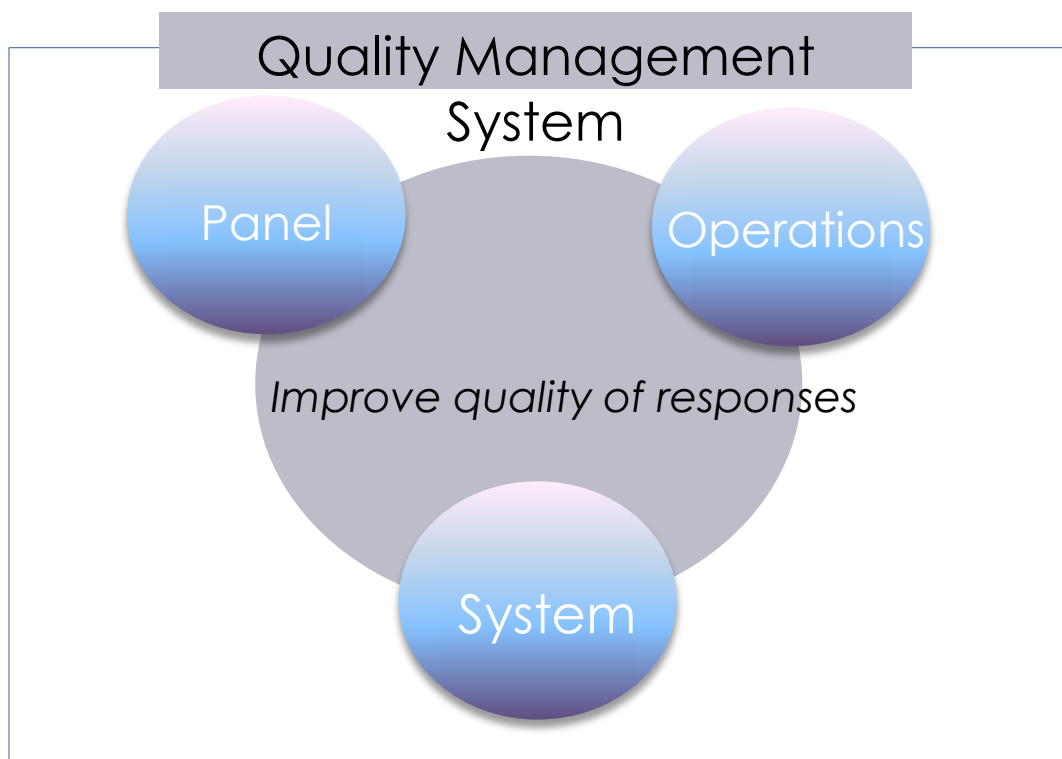 Quality Management
System
Panel
Operations
Improve quality of responses
System